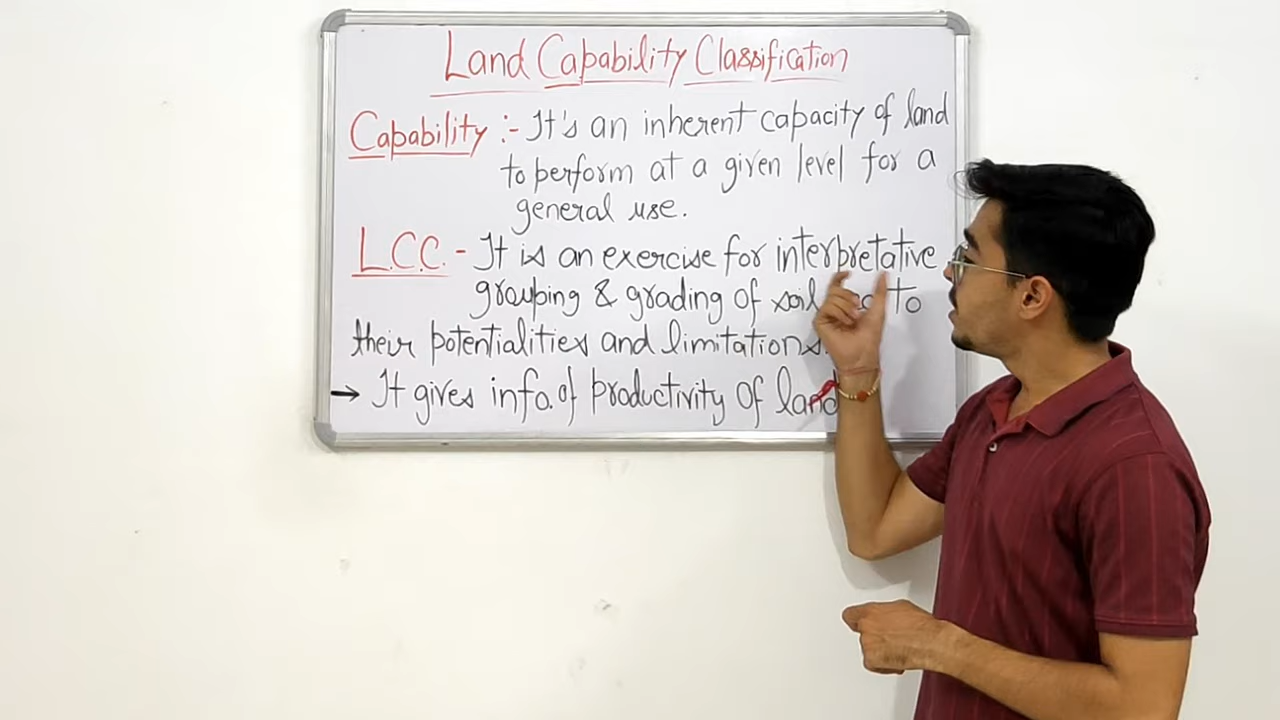 Land Capability Classification
Capability :- It's an inherent capacity of land
to perform at a given level for a
general use.
L.C.C. - It is an exercise for interpretative
grouping & grading of soil to
their potentialities and limitations.
→ It gives info. of productivity of land